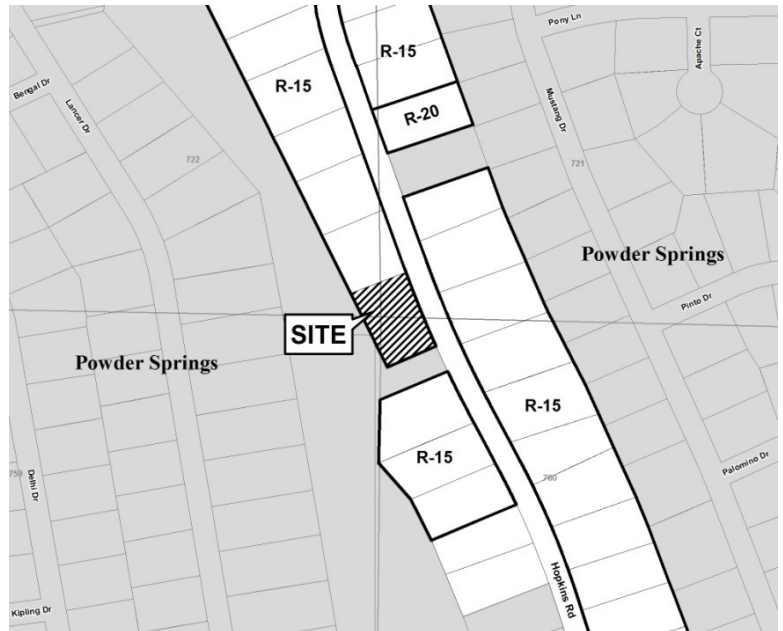 Pony Ln
Apache Ct
R-15
R-15
Bengal Dr
Lancer Dr
Mustang Dr
R-20
722
721
Powder Springs
Pinto Dr
SITE
Powder Springs
R-15
R-15
Palomino Dr
759
Delhi Dr
760
Hopkins Rd
Kipling Dr